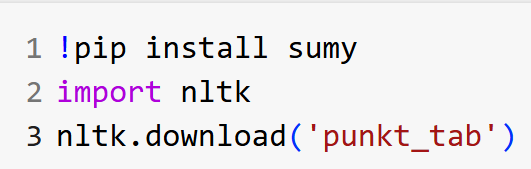 1 !pip install sumy
2 import nltk
3 nltk.download('punkt_tab')